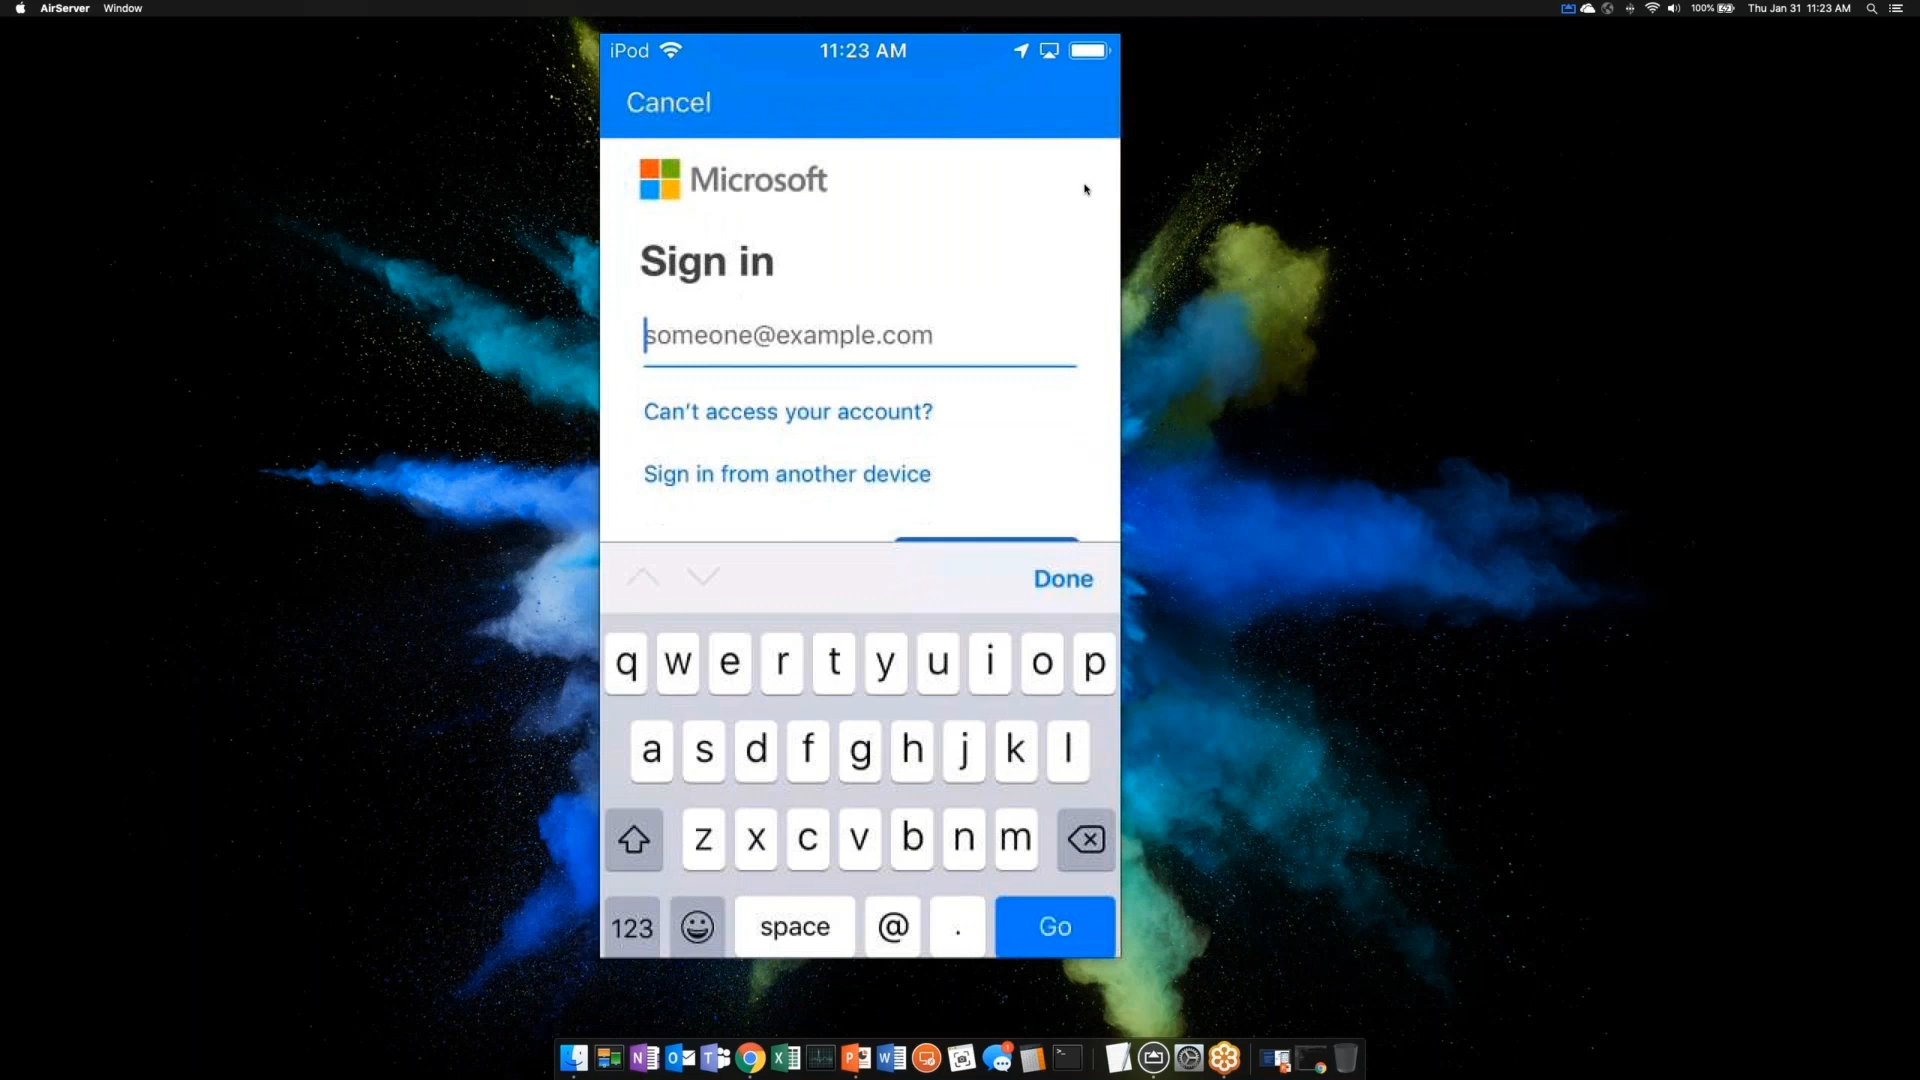 AirServer Window 100% Thu Jan 31 11:23 AM
iPod 11:23 AM
Cancel
Microsoft
Sign in
someone@example.com
Can't access your account?
Sign in from another device
Done
q w e r t y u i o p
a s d f g h j k l
z x c v b n m
123 space @ . Go